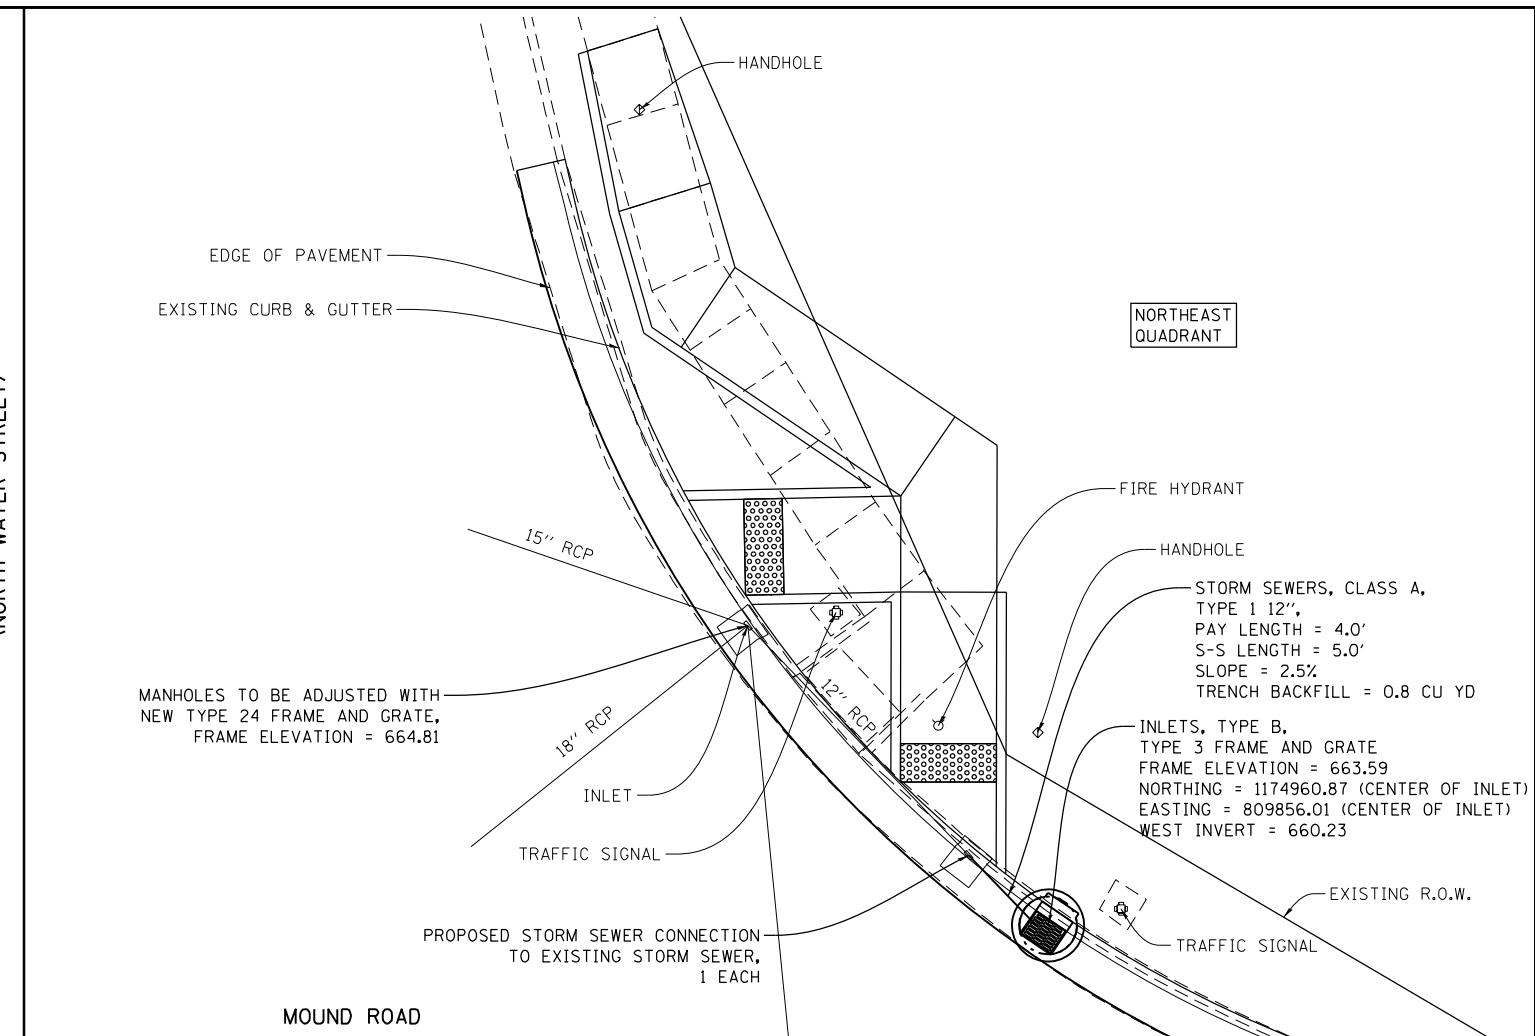 HANDHOLE
EDGE OF PAVEMENT
EXISTING CURB & GUTTER
NORTHEAST
QUADRANT
FIRE HYDRANT
15'' RCP
HANDHOLE
STORM SEWERS, CLASS A,
TYPE 1 12'',
PAY LENGTH = 4.0'
S-S LENGTH = 5.0'
SLOPE = 2.5%
TRENCH BACKFILL = 0.8 CU YD
MANHOLES TO BE ADJUSTED WITH
NEW TYPE 24 FRAME AND GRATE,
FRAME ELEVATION = 664.81
12'' RCP
18'' RCP
INLETS, TYPE B,
TYPE 3 FRAME AND GRATE
FRAME ELEVATION = 663.59
NORTHING = 1174960.87 (CENTER OF INLET)
EASTING = 809856.01 (CENTER OF INLET)
WEST INVERT = 660.23
INLET
TRAFFIC SIGNAL
EXISTING R.O.W.
PROPOSED STORM SEWER CONNECTION
TO EXISTING STORM SEWER,
1 EACH
TRAFFIC SIGNAL
MOUND ROAD